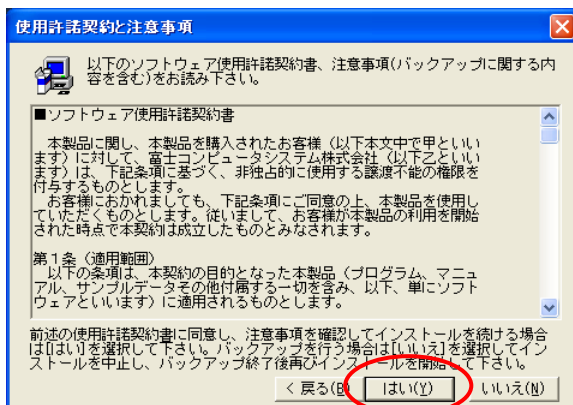 使用許諾契約と注意事項
以下のソフトウェア使用許諾契約書、注意事項(バックアップに関する内
容を含む)をお読み下さい。
■ソフトウェア使用許諾契約書
本製品に関し、本製品を購入されたお客様（以下本文中で甲といい
ます）に対して、富士コンピュータシステム株式会社（以下乙といい
ます）は、下記条項に基づく、非独占的に使用する譲渡不能の権限を
付与するものとします。
お客様におかれましても、下記条項にご同意の上、本製品を使用し
ていただくものとします。従いまして、お客様が本製品の利用を開始
された時点で本契約は成立したものとみなされます。
第１条（適用範囲）
以下の条項は、本契約の目的となった本製品（プログラム、マニュ
アル、サンプルデータその他付属する一切を含み、以下、単にソフト
ウェアといいます）に適用されるものとします。
前述の使用許諾契約書に同意し、注意事項を確認してインストールを続ける場合
は[はい]を選択して下さい。バックアップを行う場合は[いいえ]を選択してイン
ストールを中止し、バックアップ終了後再びインストールを開始して下さい。
< 戻る(B) はい(Y) いいえ(N)